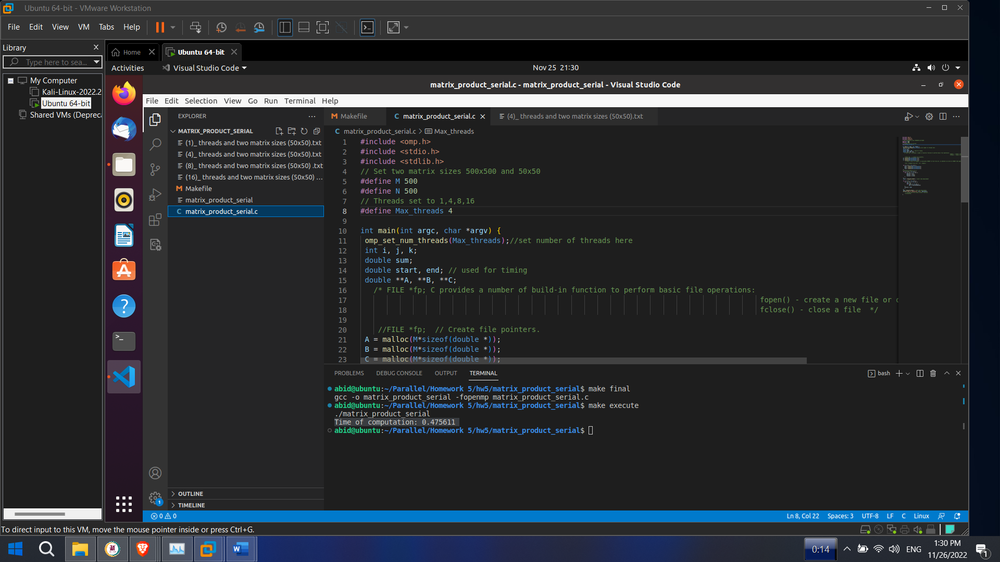 Ubuntu 64-bit - VMware Workstation
File Edit View VM Tabs Help
Library
Type here to sea...
My Computer
Kali-Linux-2022.2
Ubuntu 64-bit
Shared VMs (Depreca
Home
Ubuntu 64-bit
Activities
Visual Studio Code
Nov 25 21:30
matrix_product_serial.c - matrix_product_serial - Visual Studio Code
File Edit Selection View Go Run Terminal Help
EXPLORER
MATRIX_PRODUCT_SERIAL
(1)_ threads and two matrix sizes (50x50).txt
(4)_ threads and two matrix sizes (50x50).txt
(8)_ threads and two matrix sizes (50x50) .txt
(16)_ threads and two matrix sizes (50x50) ...
M Makefile
matrix_product_serial
C matrix_product_serial.c
OUTLINE
TIMELINE
M Makefile
C matrix_product_serial.c
(4)_ threads and two matrix sizes (50x50).txt
C matrix_product_serial.c > Max_threads
1 #include <omp.h>
2 #include <stdio.h>
3 #include <stdlib.h>
4 // Set two matrix sizes 500x500 and 50x50
5 #define M 500
6 #define N 500
7 // Threads set to 1,4,8,16
8 #define Max_threads 4
9
10 int main(int argc, char *argv) {
11 omp_set_num_threads(Max_threads);//set number of threads here
12 int i, j, k;
13 double sum;
14 double start, end; // used for timing
15 double **A, **B, **C;
16 /* FILE *fp; C provides a number of build-in function to perform basic file operations:
17 fopen() - create a new file or
18 fclose() - close a file */
19
20 //FILE *fp; // Create file pointers.
21 A = malloc(M*sizeof(double *));
22 B = malloc(M*sizeof(double *));
23 C = malloc(M*sizeof(double *));
PROBLEMS DEBUG CONSOLE OUTPUT TERMINAL
bash
abid@ubuntu:~/Parallel/Homework 5/hw5/matrix_product_serial$ make final
gcc -o matrix_product_serial -fopenmp matrix_product_serial.c
abid@ubuntu:~/Parallel/Homework 5/hw5/matrix_product_serial$ make execute
./matrix_product_serial
Time of computation: 0.475611
abid@ubuntu:~/Parallel/Homework 5/hw5/matrix_product_serial$
1
0 0
Ln 8, Col 22 Spaces: 3 UTF-8 LF C Linux
To direct input to this VM, move the mouse pointer inside or press Ctrl+G.
0:14
ENG
1:30 PM
11/26/2022
1